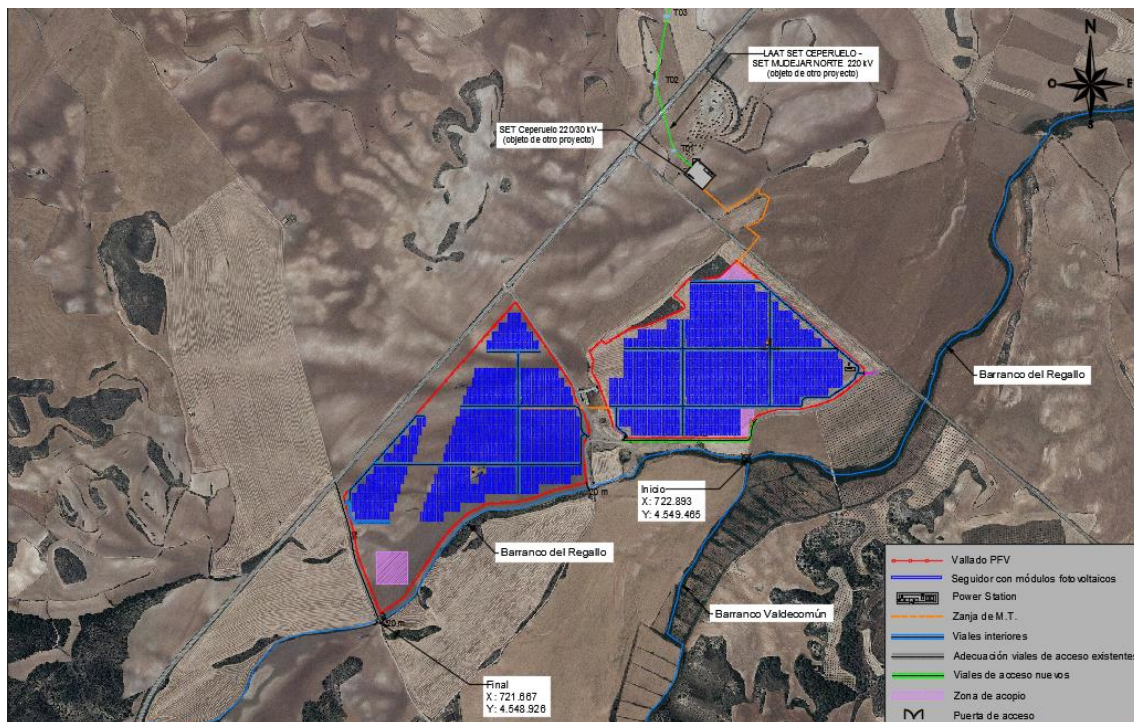 T03
N
LAAT SET CEPERUELO -
SET MUDEJAR NORTE 220 kV
(objeto de otro proyecto)
T02
O
E
S
SET Ceperuelo 220/30 kV
(objeto de otro proyecto)
T01
Barranco del Regallo
Inicio
X: 722.893
Y: 4.549.465
20 m
Barranco del Regallo
Barranco Valdecomún
20 m
Final
X: 721.667
Y: 4.548.926
Vallado PFV
Seguidor con módulos fotovoltaicos
Power Station
Zanja de M.T.
Viales interiores
Adecuación viales de acceso existentes
Viales de acceso nuevos
Zona de acopio
Puerta de acceso